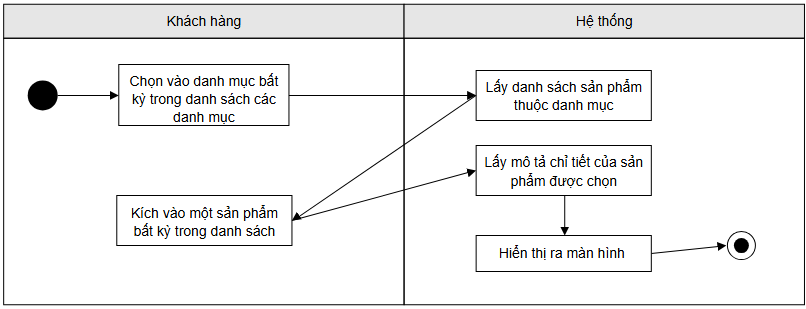 Khách hàng
Hệ thống
Chọn vào danh mục bất
kỳ trong danh sách các
danh mục
Lấy danh sách sản phẩm
thuộc danh mục
Kích vào một sản phẩm
bất kỳ trong danh sách
Lấy mô tả chỉ tiết của sản
phẩm được chọn
Hiển thị ra màn hình